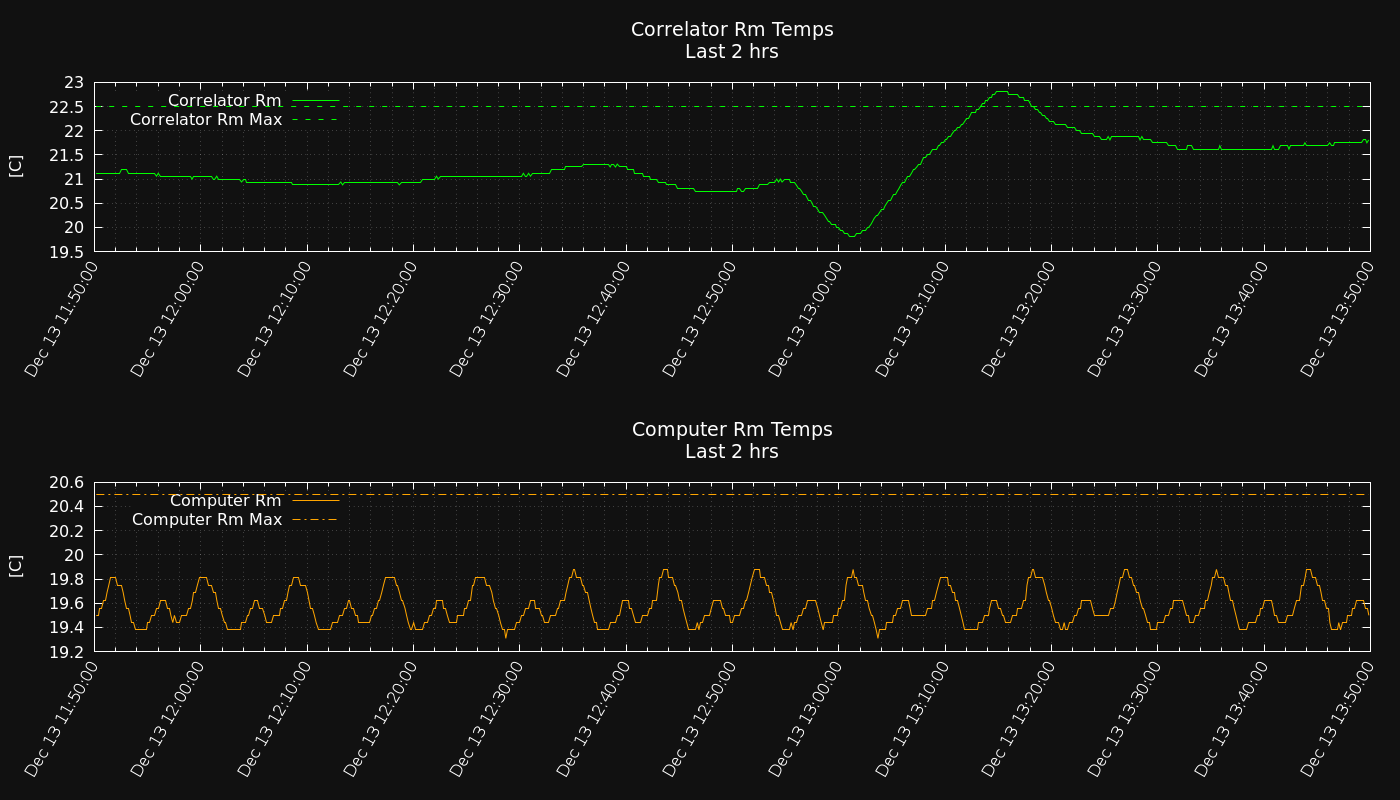 Correlator Rm Temps
Last 2 hrs
[C]
23
22.5
22
21.5
21
20.5
20
19.5
Correlator Rm
Correlator Rm Max
Dec 13 11:50:00
Dec 13 12:00:00
Dec 13 12:10:00
Dec 13 12:20:00
Dec 13 12:30:00
Dec 13 12:40:00
Dec 13 12:50:00
Dec 13 13:00:00
Dec 13 13:10:00
Dec 13 13:20:00
Dec 13 13:30:00
Dec 13 13:40:00
Dec 13 13:50:00
Computer Rm Temps
Last 2 hrs
[C]
20.6
20.4
20.2
20
19.8
19.6
19.4
19.2
Computer Rm
Computer Rm Max
Dec 13 11:50:00
Dec 13 12:00:00
Dec 13 12:10:00
Dec 13 12:20:00
Dec 13 12:30:00
Dec 13 12:40:00
Dec 13 12:50:00
Dec 13 13:00:00
Dec 13 13:10:00
Dec 13 13:20:00
Dec 13 13:30:00
Dec 13 13:40:00
Dec 13 13:50:00